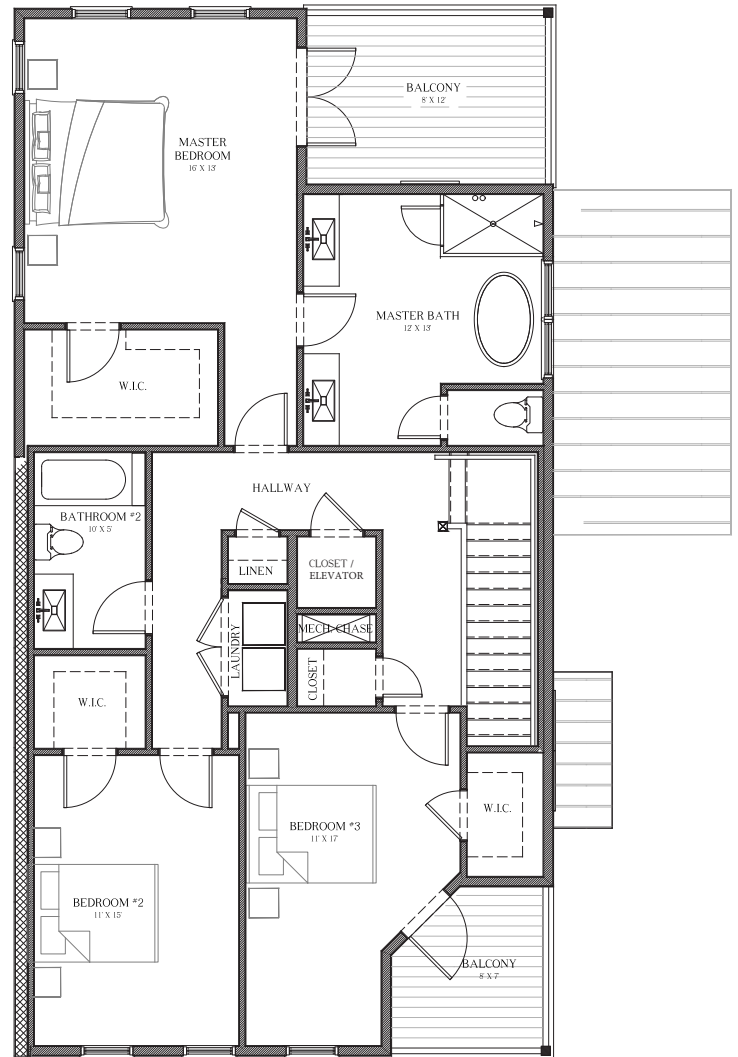 BALCONY
8' X 12'
MASTER
BEDROOM
16' X 13'
MASTER BATH
12' X 13'
W.I.C.
HALLWAY
BATHROOM #2
10' X 5'
LINEN
CLOSET /
ELEVATOR
MECH. CHASE
LAUNDRY
CLOSET
W.I.C.
W.I.C.
BEDROOM #3
11' X 17'
BEDROOM #2
11' X 15'
BALCONY
8' X 7'